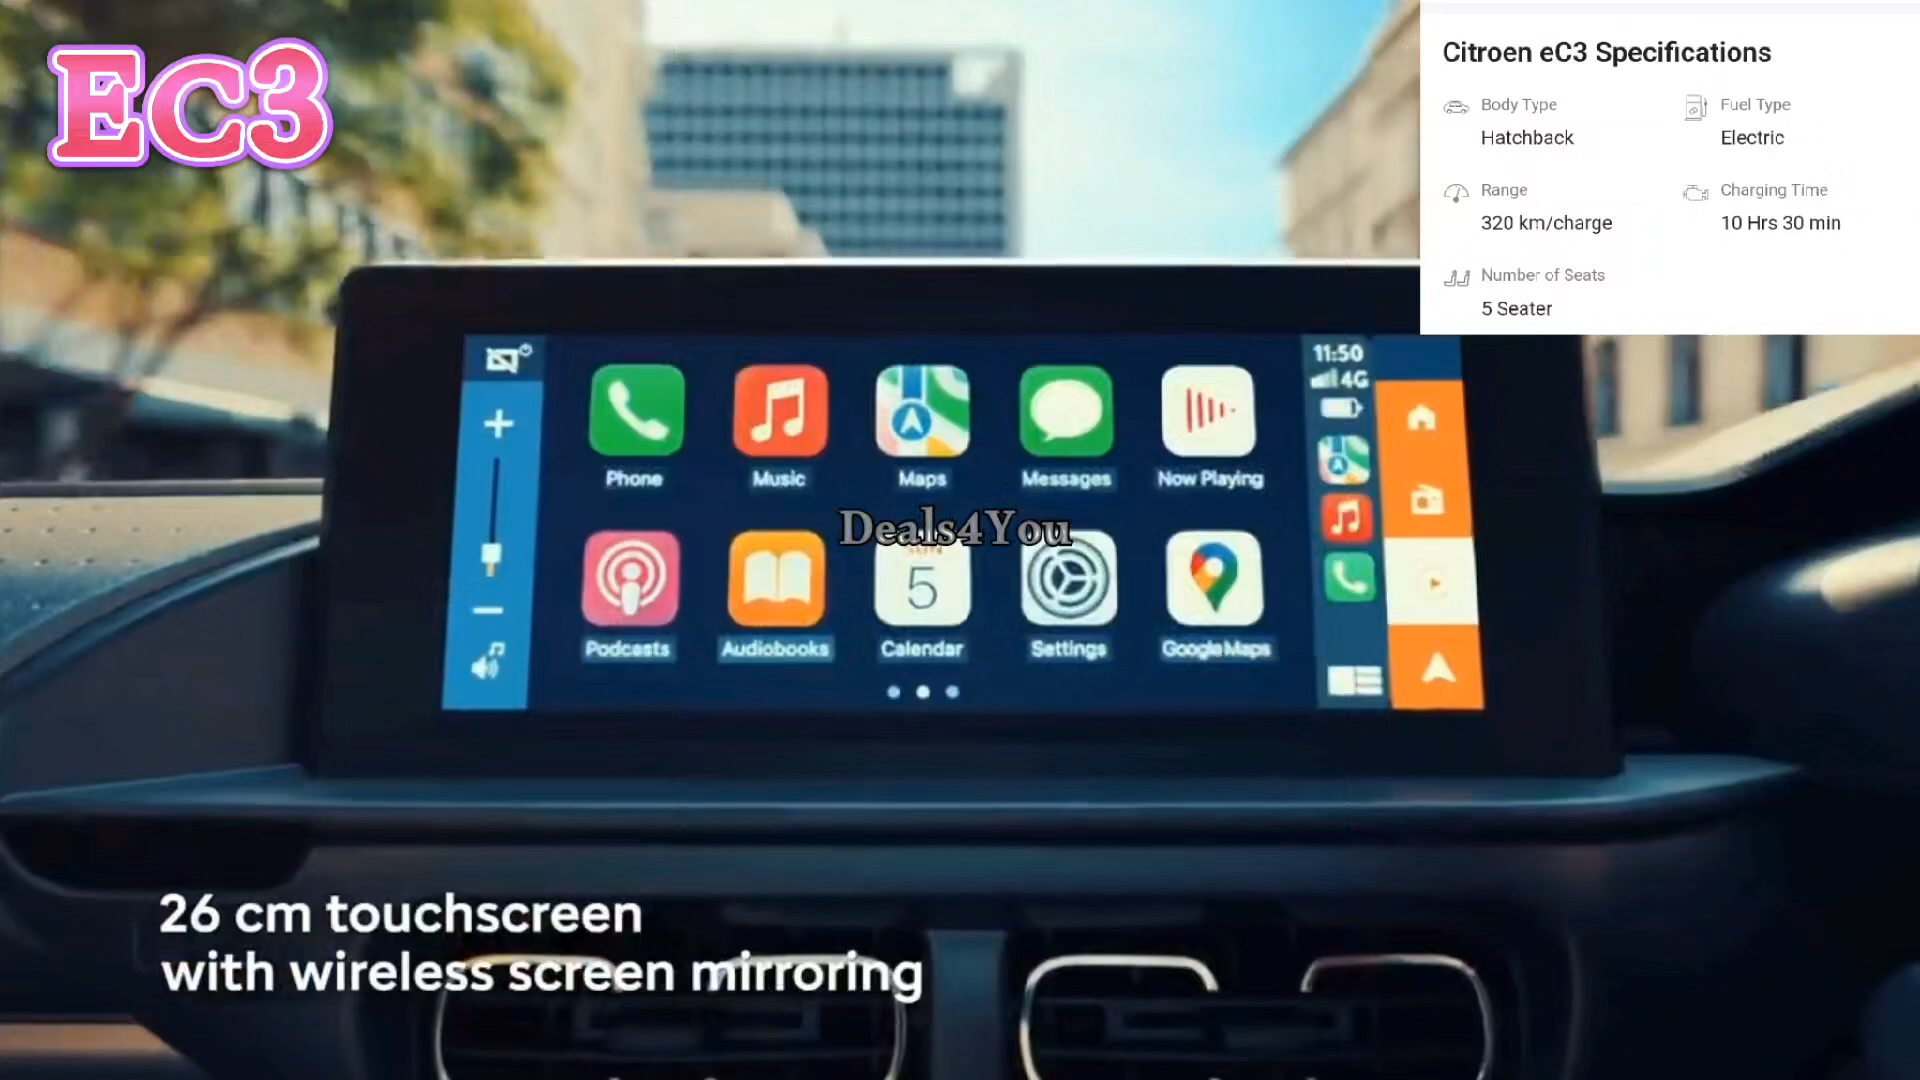 EC3
Citroen eC3 Specifications
Body Type
Hatchback
Fuel Type
Electric
Range
320 km/charge
Charging Time
10 Hrs 30 min
Number of Seats
5 Seater
11:50
4G
Phone
Music
Maps
Messages
Now Playing
Deals4You
5
Podcasts
Audiobooks
Calendar
Settings
Google Maps
26 cm touchscreen
with wireless screen mirroring